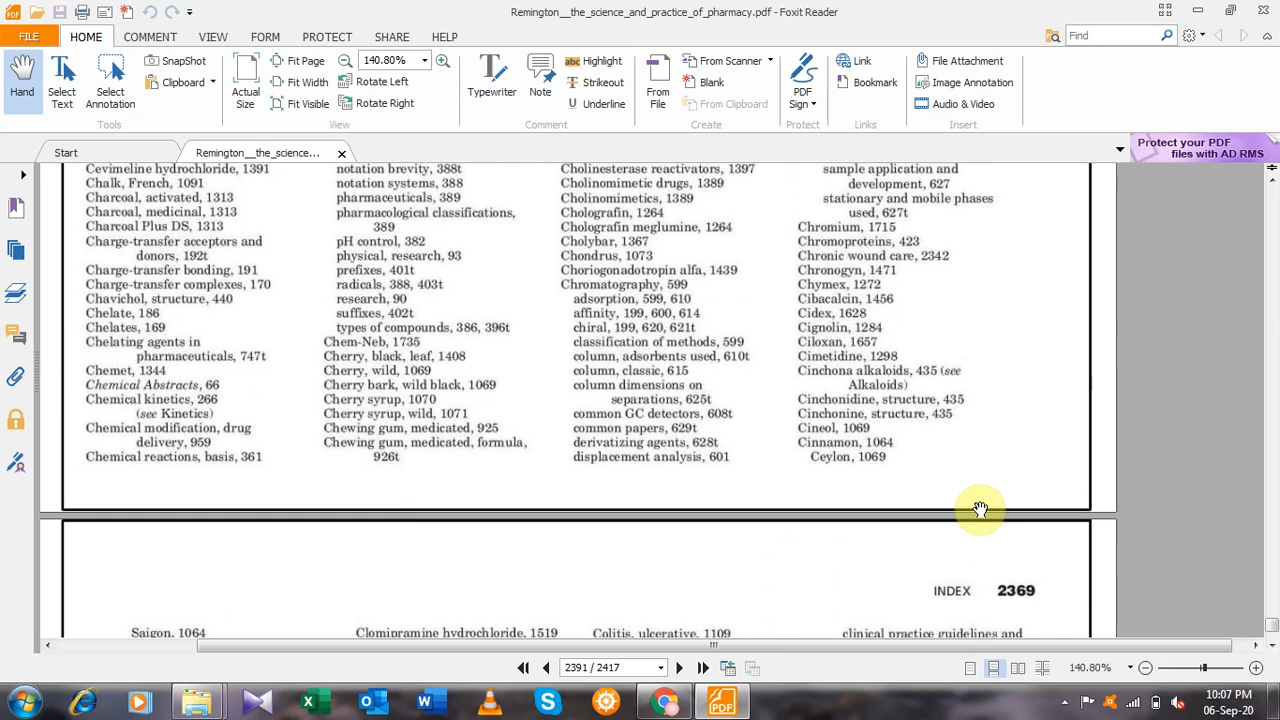 Remington__the_science_and_practice_of_pharmacy.pdf - Foxit Reader
FILE
HOME
COMMENT
VIEW
FORM
PROTECT
SHARE
HELP
Find
Hand
Select Text
Select Annotation
SnapShot
Clipboard
Tools
Actual Size
Fit Page
Fit Width
Fit Visible
140.80%
Rotate Left
Rotate Right
View
Typewriter
Note
Highlight
Strikeout
Underline
Comment
From File
From Scanner
Blank
From Clipboard
Create
PDF Sign
Protect
Link
Bookmark
Links
File Attachment
Image Annotation
Audio & Video
Insert
Start
Remington__the_science...
Protect your PDF
files with AD RMS
Cevimeline hydrochloride, 1391
Chalk, French, 1091
Charcoal, activated, 1313
Charcoal, medicinal, 1313
Charcoal Plus DS, 1313
Charge-transfer acceptors and
donors, 192t
Charge-transfer bonding, 191
Charge-transfer complexes, 170
Chavichol, structure, 440
Chelate, 186
Chelates, 169
Chelating agents in
pharmaceuticals, 747t
Chemet, 1344
Chemical Abstracts, 66
Chemical kinetics, 266
(see Kinetics)
Chemical modification, drug
delivery, 959
Chemical reactions, basis, 361
notation brevity, 388t
notation systems, 388
pharmaceuticals, 389
pharmacological classifications,
389
pH control, 382
physical, research, 93
prefixes, 401t
radicals, 388, 403t
research, 90
suffixes, 402t
types of compounds, 386, 396t
Chem-Neb, 1735
Cherry, black, leaf, 1408
Cherry, wild, 1069
Cherry bark, wild black, 1069
Cherry syrup, 1070
Cherry syrup, wild, 1071
Chewing gum, medicated, 925
Chewing gum, medicated, formula,
926t
Cholinesterase reactivators, 1397
Cholinomimetic drugs, 1389
Cholinomimetics, 1389
Cholografin, 1264
Cholografin meglumine, 1264
Cholybar, 1367
Chondrus, 1073
Choriogonadotropin alfa, 1439
Chromatography, 599
adsorption, 599, 610
affinity, 199, 600, 614
chiral, 199, 620, 621t
classification of methods, 599
column, adsorbents used, 610t
column, classic, 615
column dimensions on
separations, 625t
common GC detectors, 608t
common papers, 629t
derivatizing agents, 628t
displacement analysis, 601
sample application and
development, 627
stationary and mobile phases
used, 627t
Chromium, 1715
Chromoproteins, 423
Chronic wound care, 2342
Chronogyn, 1471
Chymex, 1272
Cibacalcin, 1456
Cidex, 1628
Cignolin, 1284
Ciloxan, 1657
Cimetidine, 1298
Cinchona alkaloids, 435 (see
Alkaloids)
Cinchonidine, structure, 435
Cinchonine, structure, 435
Cineol, 1069
Cinnamon, 1064
Ceylon, 1069
INDEX 2369
Saigon, 1064
Clomipramine hydrochloride, 1519
Colitis, ulcerative, 1109
clinical practice guidelines and
2391 / 2417
140.80%
10:07 PM
06-Sep-20